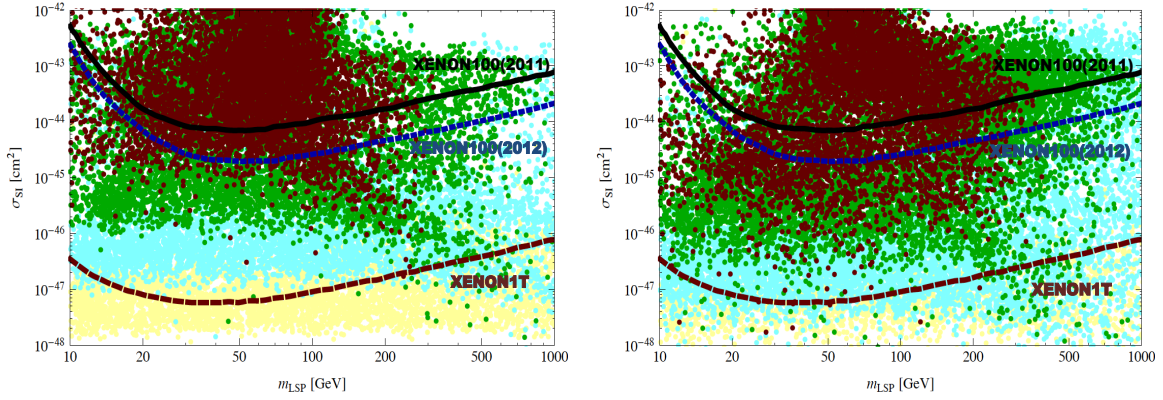 10⁻⁴²
10⁻⁴³
10⁻⁴⁴
10⁻⁴⁵
10⁻⁴⁶
10⁻⁴⁷
10⁻⁴⁸
σSI [cm²]
XENON100(2011)
XENON100(2012)
XENON1T
10 20 50 100 200 500 1000
mLSP [GeV]
10⁻⁴²
10⁻⁴³
10⁻⁴⁴
10⁻⁴⁵
10⁻⁴⁶
10⁻⁴⁷
10⁻⁴⁸
σSI [cm²]
XENON100(2011)
XENON100(2012)
XENON1T
10 20 50 100 200 500 1000
mLSP [GeV]